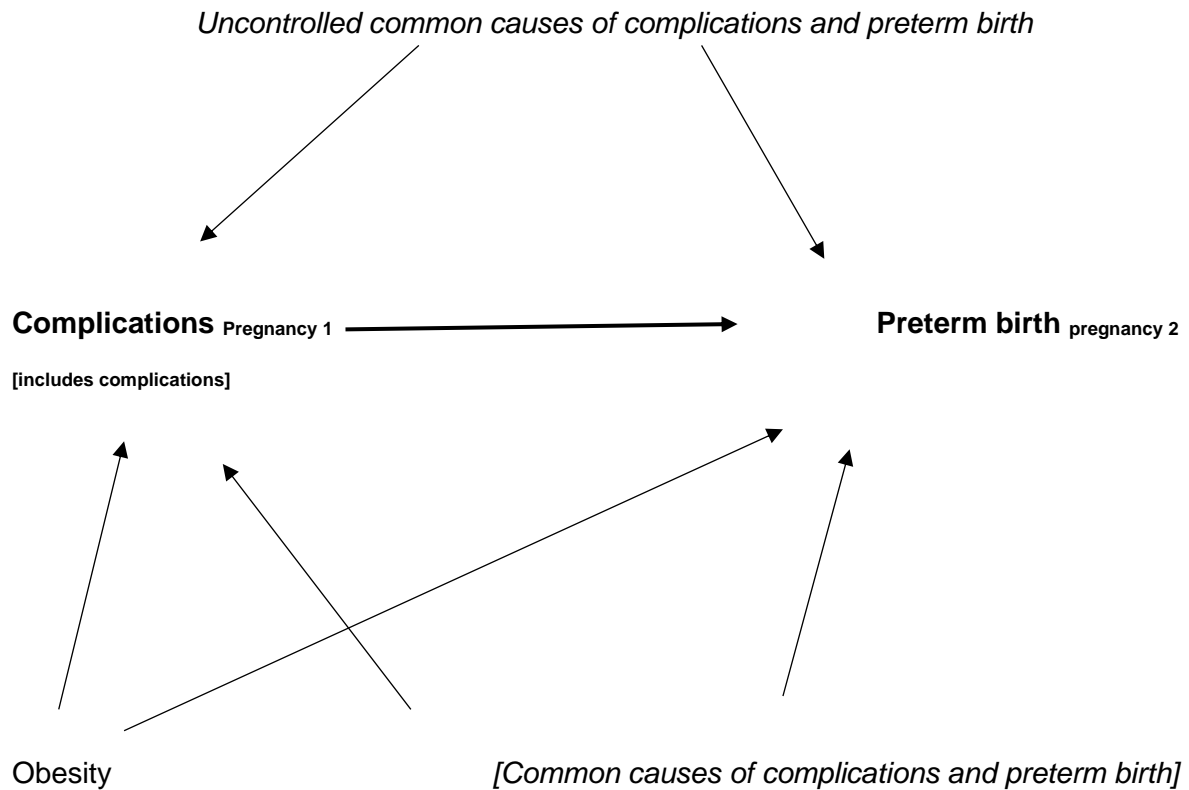 Uncontrolled common causes of complications and preterm birth
Complications Pregnancy 1
Preterm birth pregnancy 2
[includes complications]
Obesity
[Common causes of complications and preterm birth]